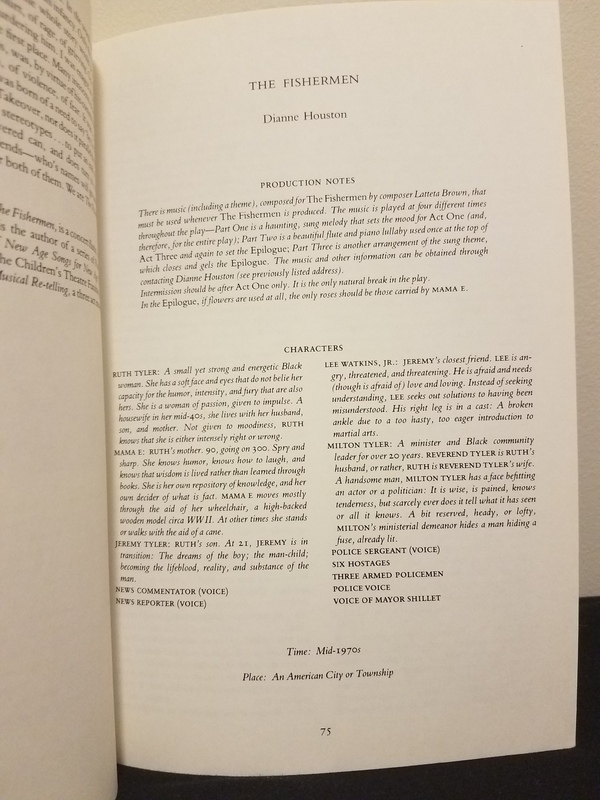 THE FISHERMEN
Dianne Houston
PRODUCTION NOTES
There is music (including a theme), composed for The Fishermen by composer Latteta Brown, that
must be used whenever The Fishermen is produced. The music is played at four different times
throughout the play—Part One is a haunting, sung melody that sets the mood for Act One (and,
therefore, for the entire play); Part Two is a beautiful flute and piano lullaby used once at the top of
Act Three and again to set the Epilogue; Part Three is another arrangement of the sung theme,
which closes and gels the Epilogue. The music and other information can be obtained through
contacting Dianne Houston (see previously listed address).
Intermission should be after Act One only. It is the only natural break in the play.
In the Epilogue, if flowers are used at all, the only roses should be those carried by MAMA E.
CHARACTERS
RUTH TYLER: A small yet strong and energetic Black
woman. She has a soft face and eyes that do not belie her
capacity for the humor, intensity, and fury that are also
hers. She is a woman of passion, given to impulse. A
housewife in her mid-40s, she lives with her husband,
son, and mother. Not given to moodiness, RUTH
knows that she is either intensely right or wrong.
MAMA E: RUTH's mother. 90, going on 300. Spry and
sharp. She knows humor, knows how to laugh, and
knows that wisdom is lived rather than learned through
books. She is her own repository of knowledge, and her
own decider of what is fact. MAMA E moves mostly
through the aid of her wheelchair, a high-backed
wooden model circa WWII. At other times she stands
or walks with the aid of a cane.
JEREMY TYLER: RUTH's son. At 21, JEREMY is in
transition: The dreams of the boy; the man-child;
becoming the lifeblood, reality, and substance of the
man.
NEWS COMMENTATOR (VOICE)
NEWS REPORTER (VOICE)
LEE WATKINS, JR.: JEREMY's closest friend. LEE is an-
gry, threatened, and threatening. He is afraid and needs
(though is afraid of) love and loving. Instead of seeking
understanding, LEE seeks out solutions to having been
misunderstood. His right leg is in a cast: A broken
ankle due to a too hasty, too eager introduction to
martial arts.
MILTON TYLER: A minister and Black community
leader for over 20 years. REVEREND TYLER is RUTH's
husband, or rather, RUTH is REVEREND TYLER's wife.
A handsome man, MILTON TYLER has a face befitting
an actor or a politician: It is wise, is pained, knows
tenderness, but scarcely ever does it tell what it has seen
or all it knows. A bit reserved, heady, or lofty,
MILTON's ministerial demeanor hides a man hiding a
fuse, already lit.
POLICE SERGEANT (VOICE)
SIX HOSTAGES
THREE ARMED POLICEMEN
POLICE VOICE
VOICE OF MAYOR SHILLET
Time: Mid-1970s
Place: An American City or Township
75